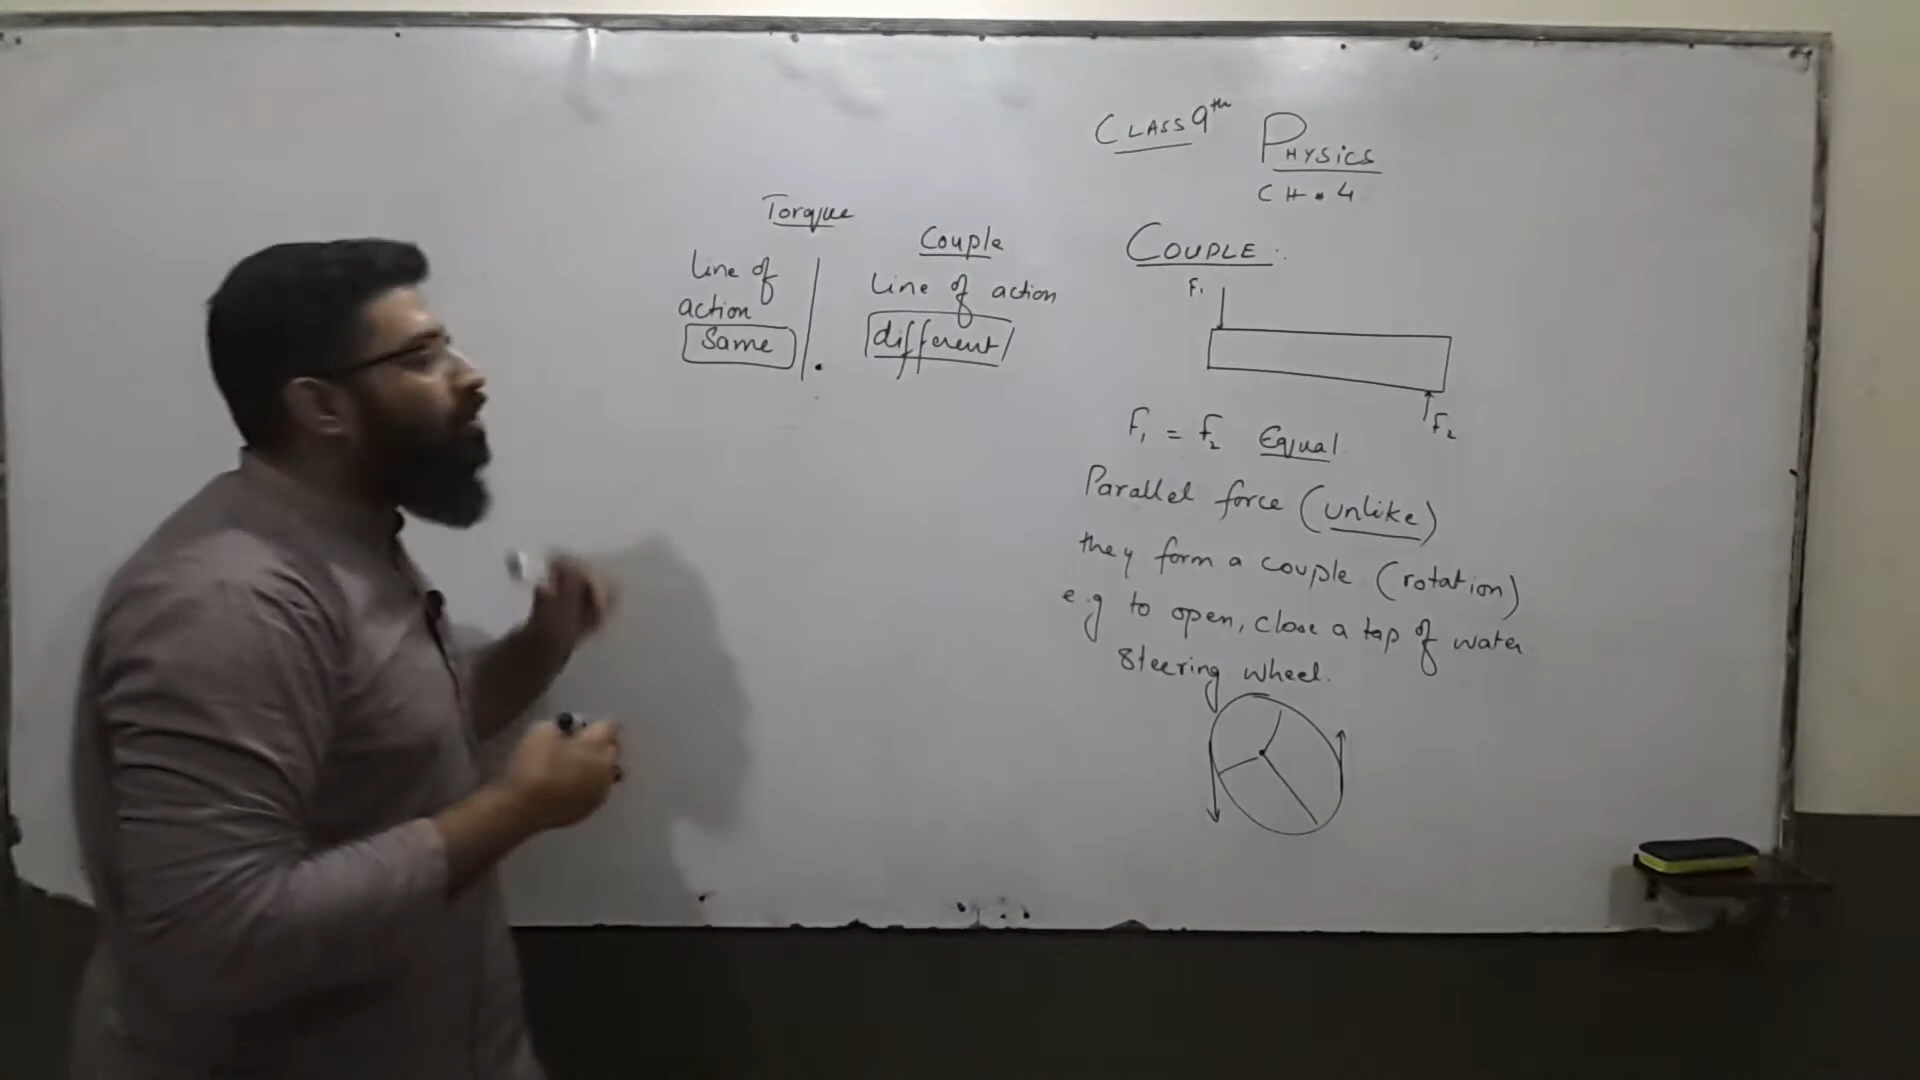 CLASS 9th
PHYSICS
CH.4
Torque
line of
action
Same
Couple
line of action
different
COUPLE:
F1
F2
F1 = F2 Equal
Parallel force (unlike)
they form a couple (rotation)
e.g to open, close a tap of water
steering wheel.